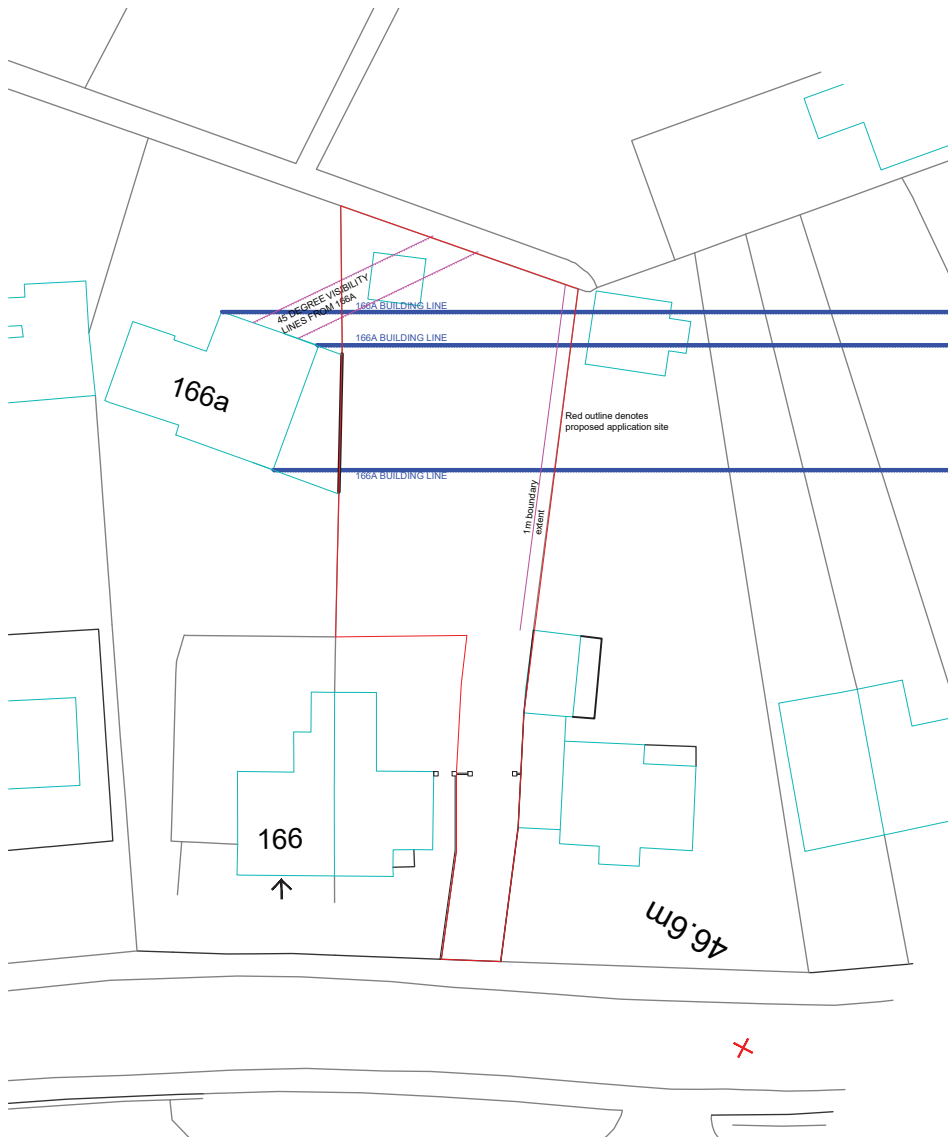 45 DEGREE VISIBILITY
LINES FROM 166A
166A BUILDING LINE
166A BUILDING LINE
166a
Red outline denotes
proposed application site
166A BUILDING LINE
1m boundary
extent
166
46.6m